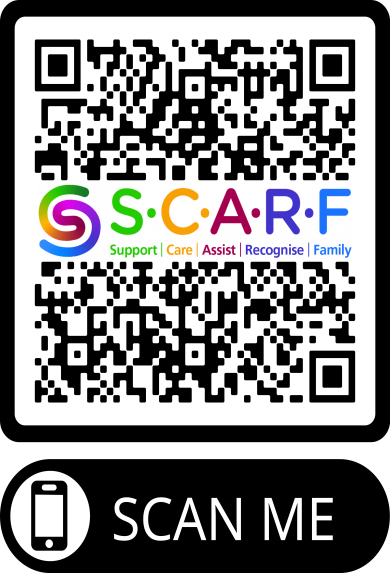 S·C·A·R·F
Support | Care | Assist | Recognise | Family
SCAN ME